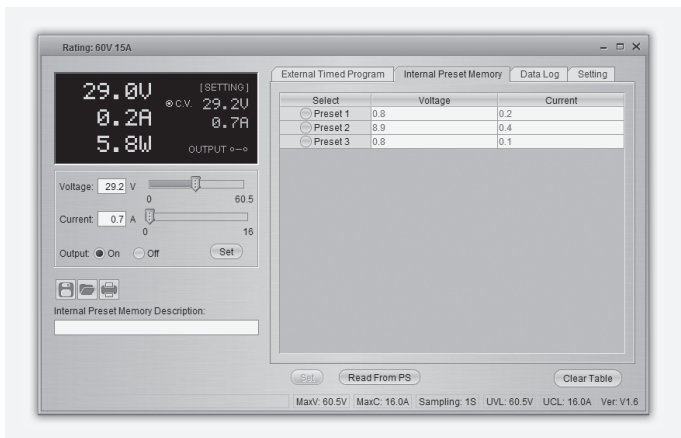 Rating: 60V 15A
29.0V
[SETTING]
C.V. 29.2V
0.2A
0.7A
5.8W
OUTPUT
Voltage: 29.2 V
0 60.5
Current: 0.7 A
0 16
Output: On Off Set
Internal Preset Memory Description:
External Timed Program Internal Preset Memory Data Log Setting
Select Voltage Current
Preset 1 0.8 0.2
Preset 2 8.9 0.4
Preset 3 0.8 0.1
Set Read From PS Clear Table
MaxV: 60.5V MaxC: 16.0A Sampling: 1S UVL: 60.5V UCL: 16.0A Ver: V1.6